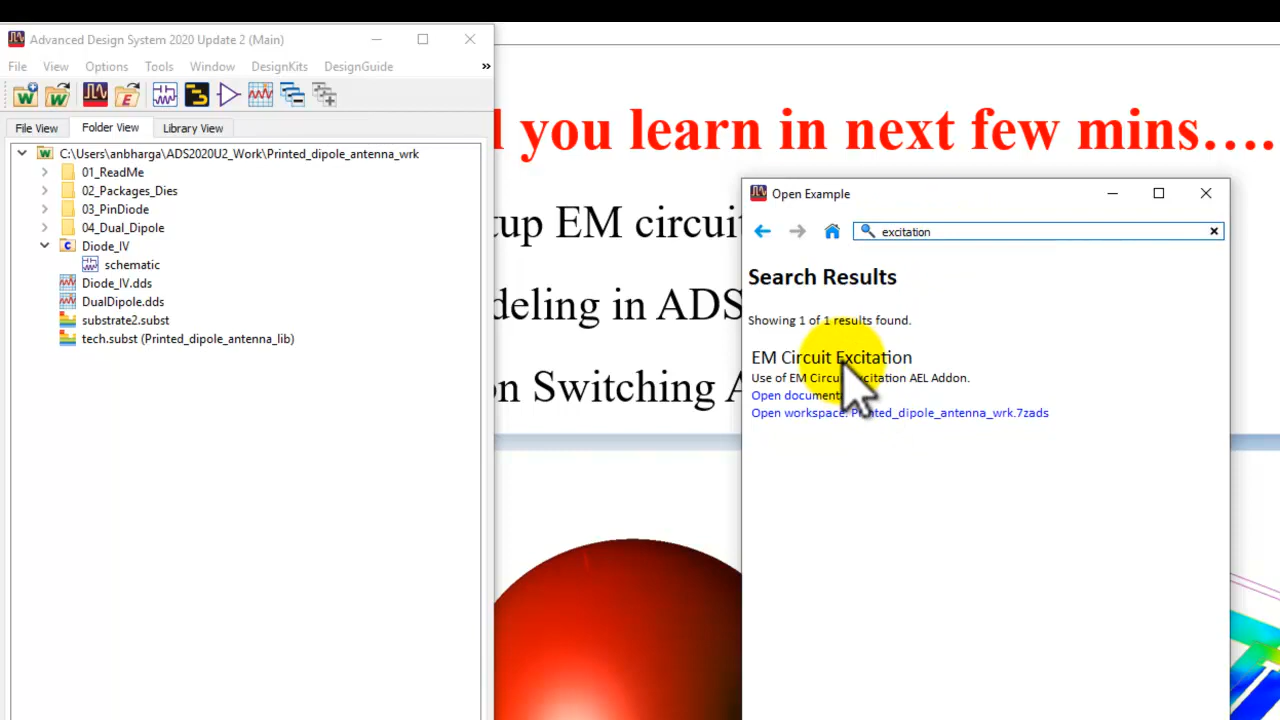 Advanced Design System 2020 Update 2 (Main)
File View Options Tools Window DesignKits DesignGuide »
File View Folder View Library View
C:\Users\anbharga\ADS2020U2_Work\Printed_dipole_antenna_wrk
01_ReadMe
02_Packages_Dies
03_PinDiode
04_Dual_Dipole
Diode_IV
schematic
Diode_IV.dds
DualDipole.dds
substrate2.subst
tech.subst (Printed_dipole_antenna_lib)
you learn in next few mins….
tup EM circuit
deling in ADS
on Switching A
Open Example
excitation
Search Results
Showing 1 of 1 results found.
EM Circuit Excitation
Use of EM Circu citation AEL Addon.
Open document
Open workspace: Printed_dipole_antenna_wrk.7zads